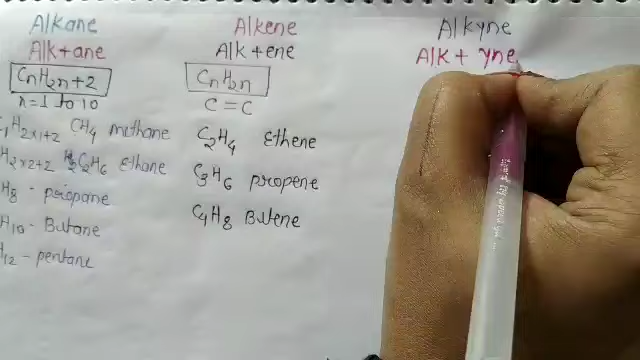 Alkane
Alk+ane
CnH2n+2
n=1 to 10
C1H2x1+2 CH4 methane
H2x2+2 C2H6 ethane
H8 - propane
H10 - Butane
H12 - pentane
Alkene
Alk+ene
CnH2n
C=C
C2H4 Ethene
C3H6 propene
C4H8 Butene
Alkyne
Alk+ yne